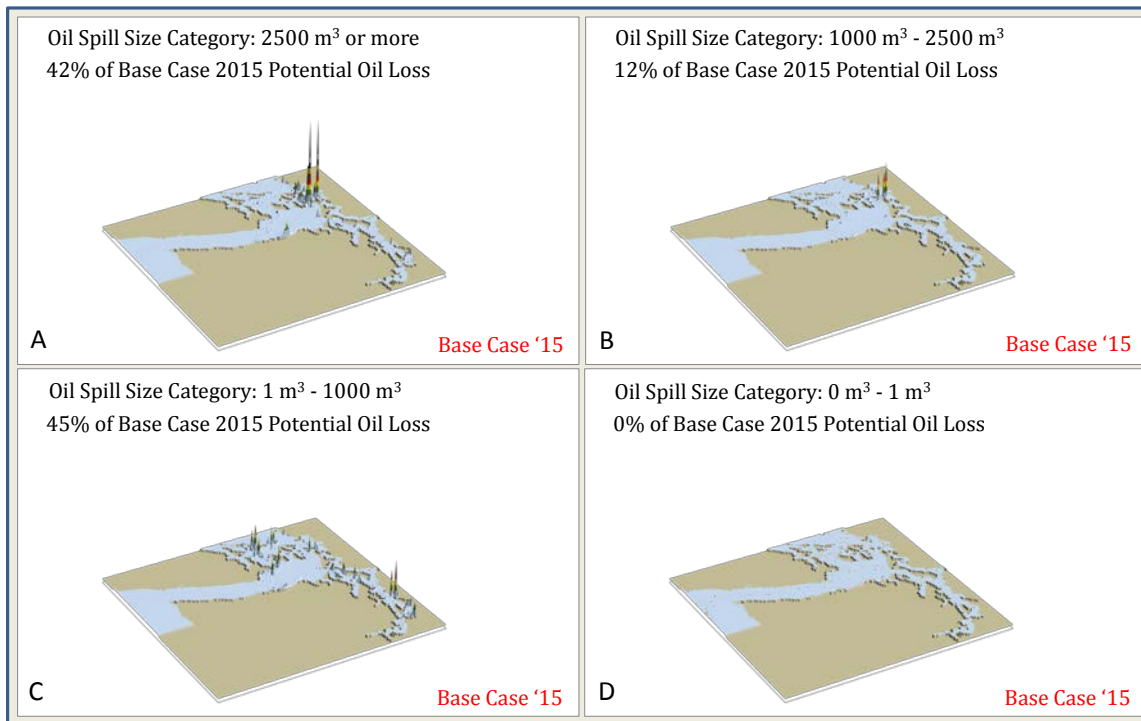 Oil Spill Size Category: 2500 m³ or more
42% of Base Case 2015 Potential Oil Loss
A
Base Case ‘15
Oil Spill Size Category: 1000 m³ - 2500 m³
12% of Base Case 2015 Potential Oil Loss
B
Base Case ‘15
Oil Spill Size Category: 1 m³ - 1000 m³
45% of Base Case 2015 Potential Oil Loss
C
Base Case ‘15
Oil Spill Size Category: 0 m³ - 1 m³
0% of Base Case 2015 Potential Oil Loss
D
Base Case ‘15